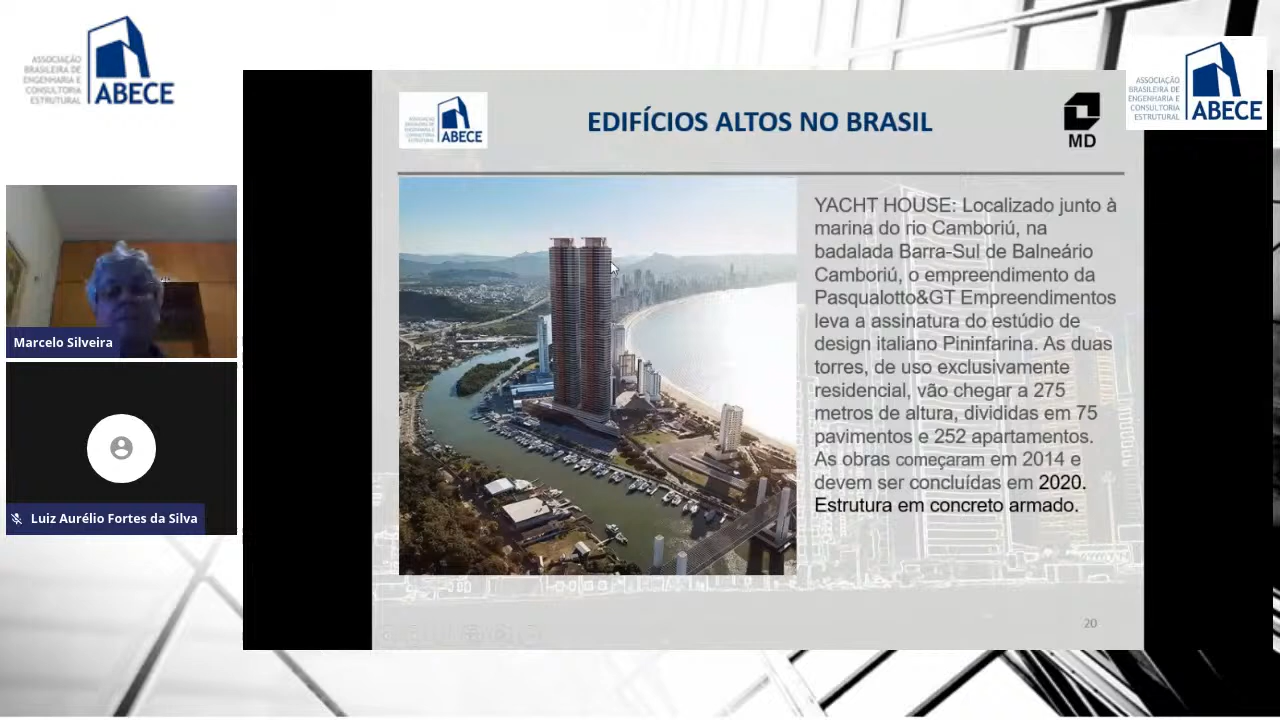 ASSOCIAÇÃO
BRASILEIRA DE
ENGENHARIA E
CONSULTORIA
ESTRUTURAL
ABECE
ASSOCIAÇÃO
BRASILEIRA DE
ENGENHARIA E
CONSULTORIA
ESTRUTURAL
ABECE
ABECE
EDIFÍCIOS ALTOS NO BRASIL
MD
YACHT HOUSE: Localizado junto à
marina do rio Camboriú, na
badalada Barra-Sul de Balneário
Camboriú, o empreendimento da
Pasqualotto&GT Empreendimentos
leva a assinatura do estúdio de
design italiano Pininfarina. As duas
torres, de uso exclusivamente
residencial, vão chegar a 275
metros de altura, divididas em 75
pavimentos e 252 apartamentos.
As obras começaram em 2014 e
devem ser concluídas em 2020.
Estrutura em concreto armado.
20
Marcelo Silveira
Luiz Aurélio Fortes da Silva